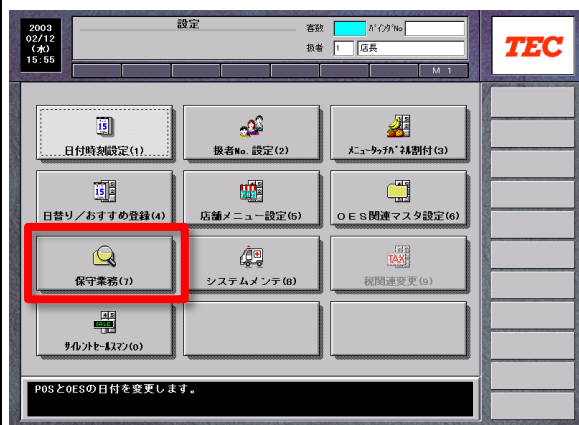 2003
02/12
(水)
15:55
設定
客数
ﾊﾟｲﾝｸﾞNo
扱者 1 店長
M 1
TEC
日付時刻設定(1)
扱者No. 設定(2)
ﾒﾆｭｰﾀｯﾁﾊﾟﾈﾙ割付(3)
日替り／おすすめ登録(4)
店舗メニュー設定(5)
ＯＥＳ関連マスタ設定(6)
保守業務(7)
システムメンテ(8)
TAX
税関連変更(9)
SALE
ｻｲﾚﾝﾄｾｰﾙｽﾏﾝ(0)
POSとOESの日付を変更します。